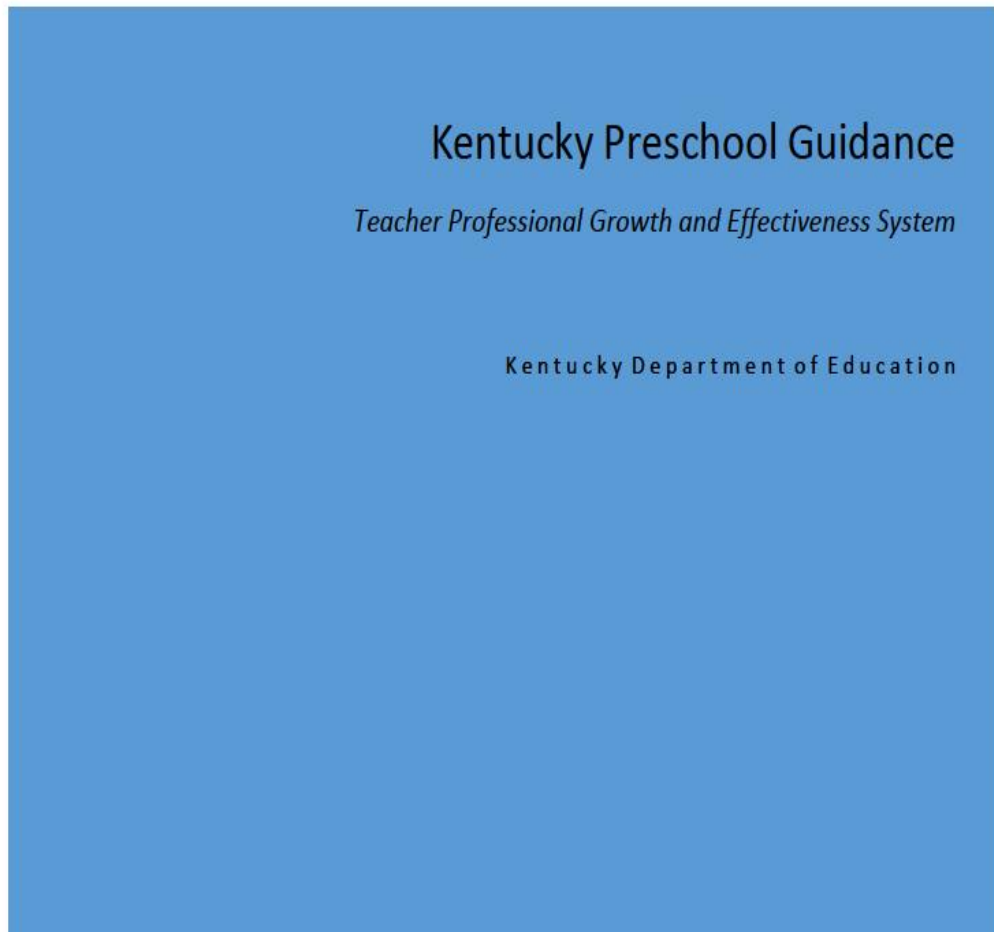 Kentucky Preschool Guidance
Teacher Professional Growth and Effectiveness System
Kentucky Department of Education